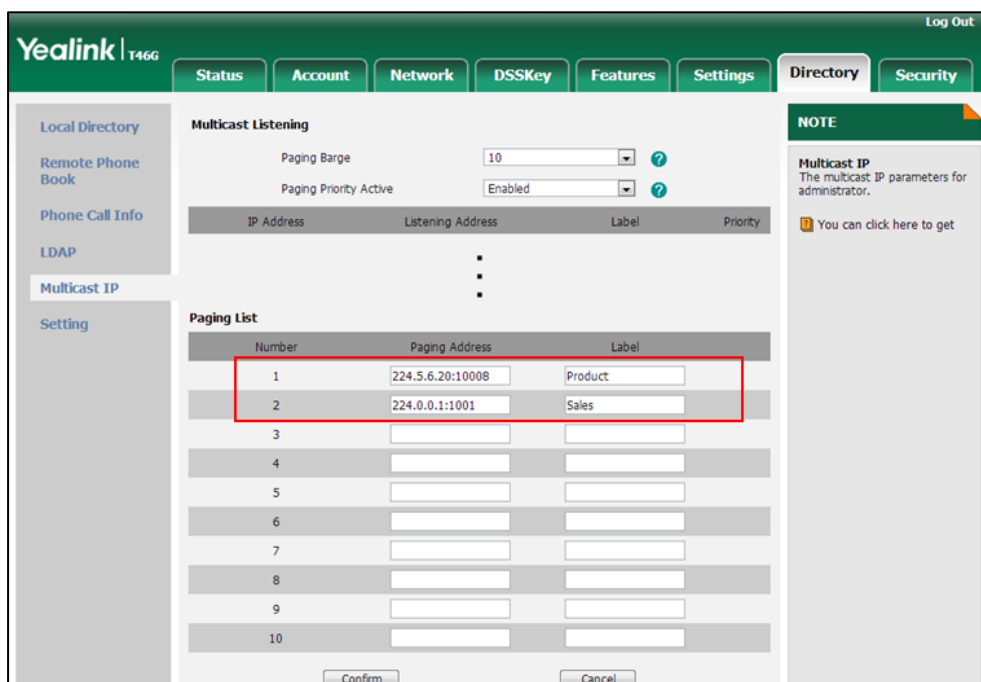 Log Out
Yealink | T46G
Status Account Network DSSKey Features Settings Directory Security
Local Directory
Remote Phone
Book
Phone Call Info
LDAP
Multicast IP
Setting
Multicast Listening
Paging Barge 10
Paging Priority Active Enabled
IP Address Listening Address Label Priority
Paging List
Number Paging Address Label
1 224.5.6.20:10008 Product
2 224.0.0.1:1001 Sales
3
4
5
6
7
8
9
10
Confirm Cancel
NOTE
Multicast IP
The multicast IP parameters for
administrator.
You can click here to get